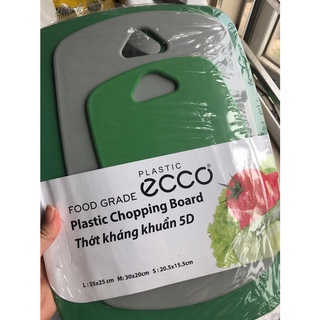 PLASTIC
FOOD GRADE ecco®
Plastic Chopping Board
Thớt kháng khuẩn 5D
L : 35x25 cm M: 30x20cm S : 20.5x15.5cm